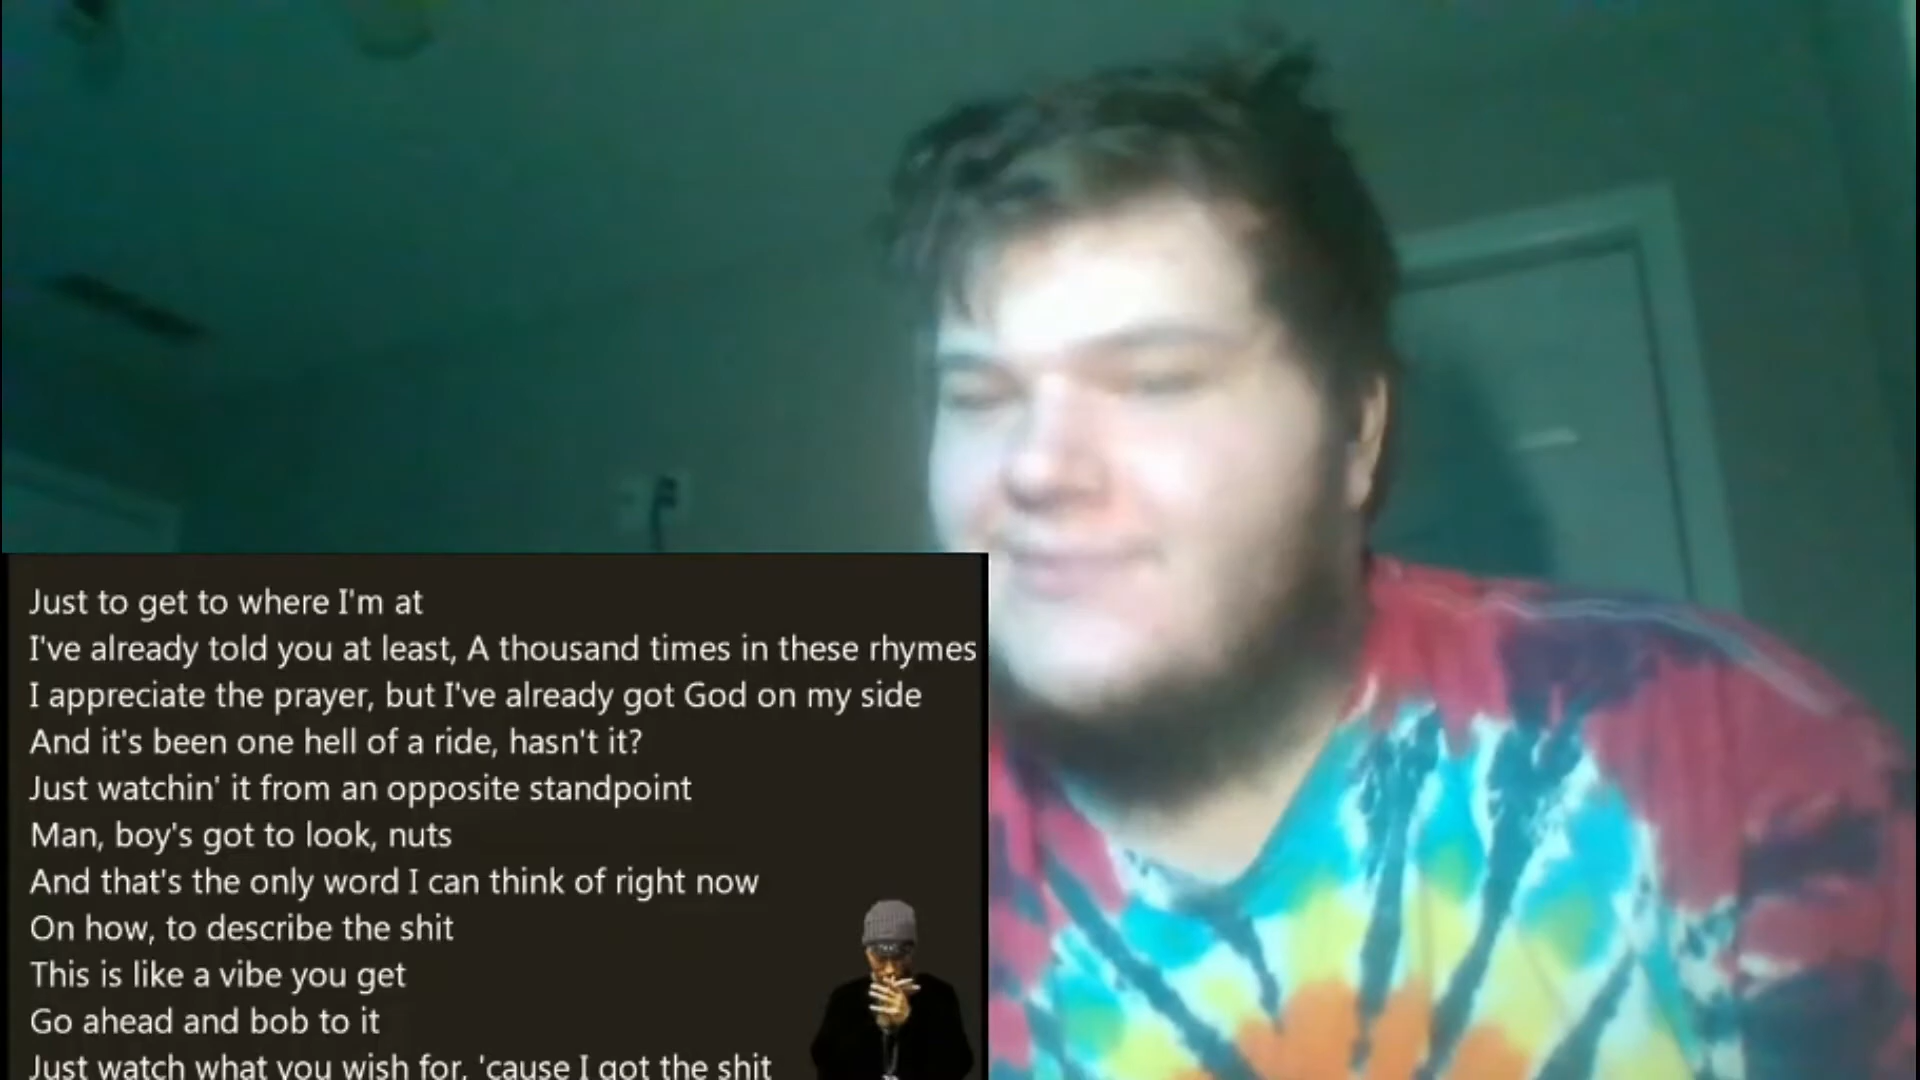 Just to get to where I'm at
I've already told you at least, A thousand times in these rhymes
I appreciate the prayer, but I've already got God on my side
And it's been one hell of a ride, hasn't it?
Just watchin' it from an opposite standpoint
Man, boy's got to look, nuts
And that's the only word I can think of right now
On how, to describe the shit
This is like a vibe you get
Go ahead and bob to it
Just watch what you wish for, 'cause I got the shit